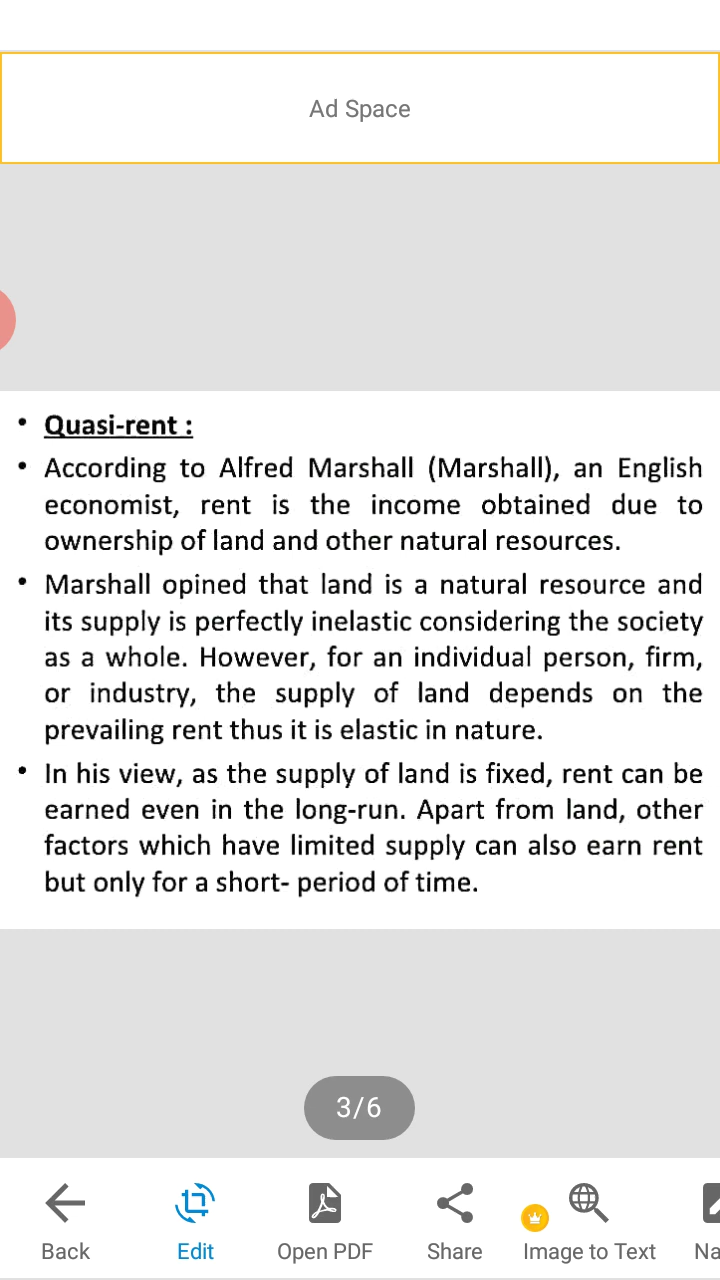 Ad Space
• Quasi-rent :
• According to Alfred Marshall (Marshall), an English
economist, rent is the income obtained due to
ownership of land and other natural resources.
• Marshall opined that land is a natural resource and
its supply is perfectly inelastic considering the society
as a whole. However, for an individual person, firm,
or industry, the supply of land depends on the
prevailing rent thus it is elastic in nature.
• In his view, as the supply of land is fixed, rent can be
earned even in the long-run. Apart from land, other
factors which have limited supply can also earn rent
but only for a short- period of time.
3/6
Back Edit Open PDF Share Image to Text Na